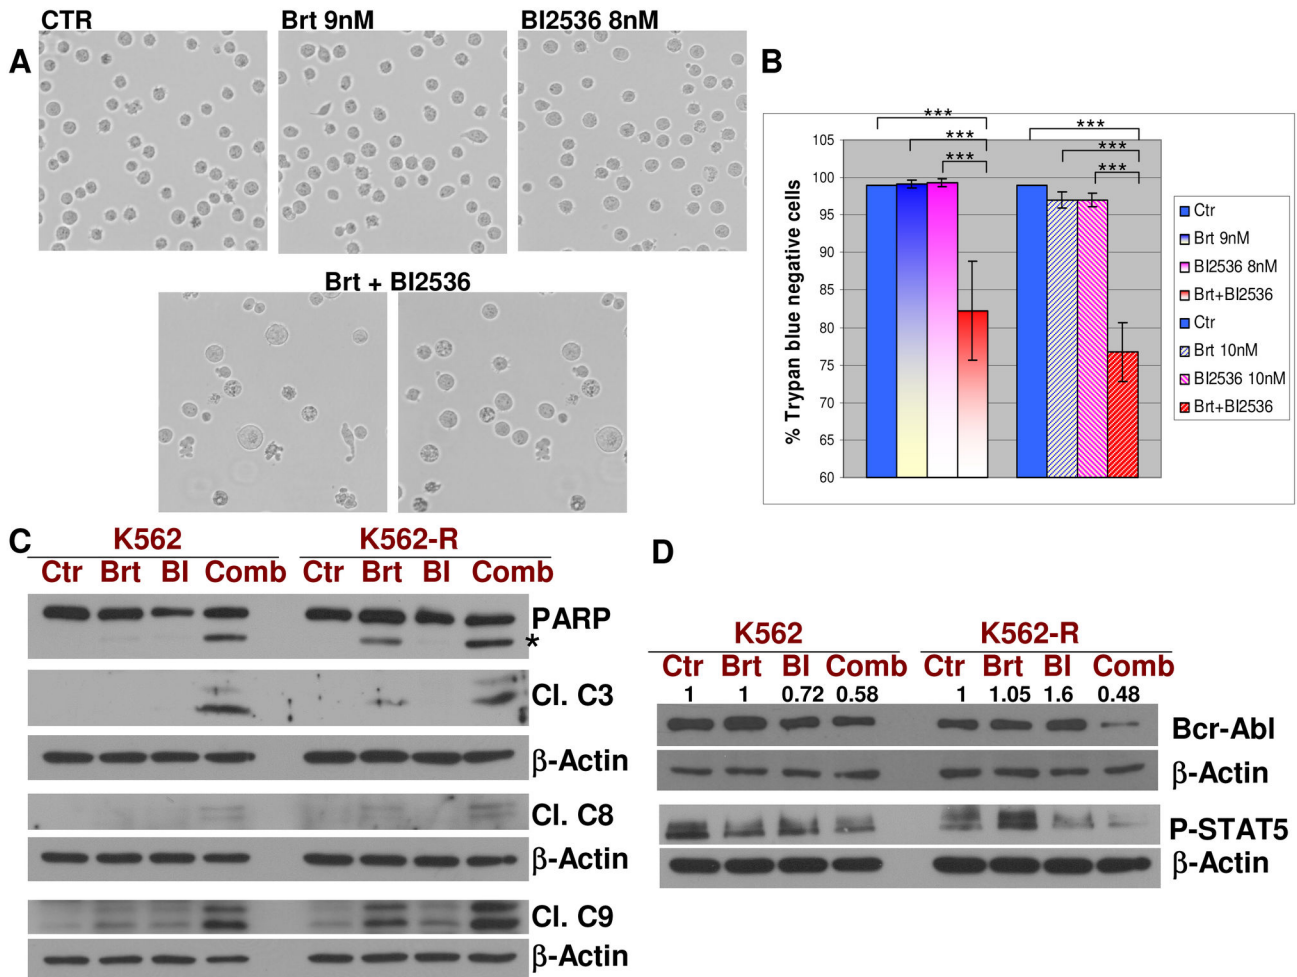 CTR
Brt 9nM
BI2536 8nM
A
Brt + BI2536
B
***
***
***
***
***
***
105
100
95
90
85
80
75
70
65
60
% Trypan blue negative cells
Ctr
Brt 9nM
BI2536 8nM
Brt+BI2536
Ctr
Brt 10nM
BI2536 10nM
Brt+BI2536
C
K562 K562-R
Ctr Brt BI Comb Ctr Brt BI Comb
PARP
*
Cl. C3
β-Actin
Cl. C8
β-Actin
Cl. C9
β-Actin
D
K562 K562-R
Ctr Brt BI Comb Ctr Brt BI Comb
1 1 0.72 0.58 1 1.05 1.6 0.48
Bcr-Abl
β-Actin
P-STAT5
β-Actin